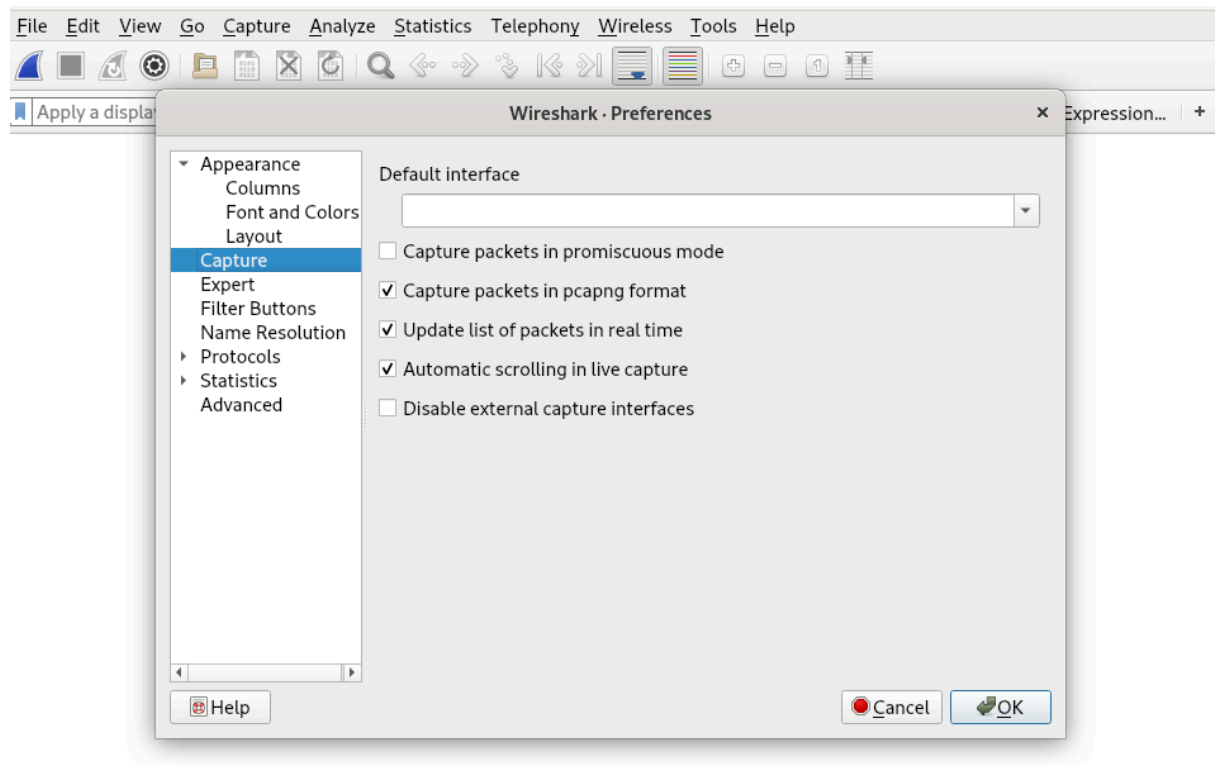 File Edit View Go Capture Analyze Statistics Telephony Wireless Tools Help
Apply a displa
Expression... +
Wireshark · Preferences
Appearance
Columns
Font and Colors
Layout
Capture
Expert
Filter Buttons
Name Resolution
Protocols
Statistics
Advanced
Default interface
Capture packets in promiscuous mode
Capture packets in pcapng format
Update list of packets in real time
Automatic scrolling in live capture
Disable external capture interfaces
Help
Cancel
OK